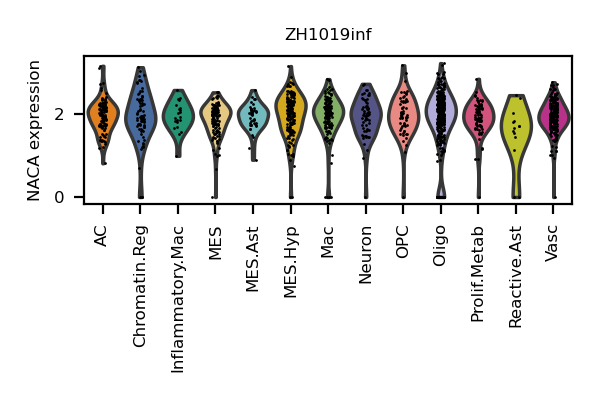 ZH1019inf
NACA expression
2
0
AC
Chromatin.Reg
Inflammatory.Mac
MES
MES.Ast
MES.Hyp
Mac
Neuron
OPC
Oligo
Prolif.Metab
Reactive.Ast
Vasc